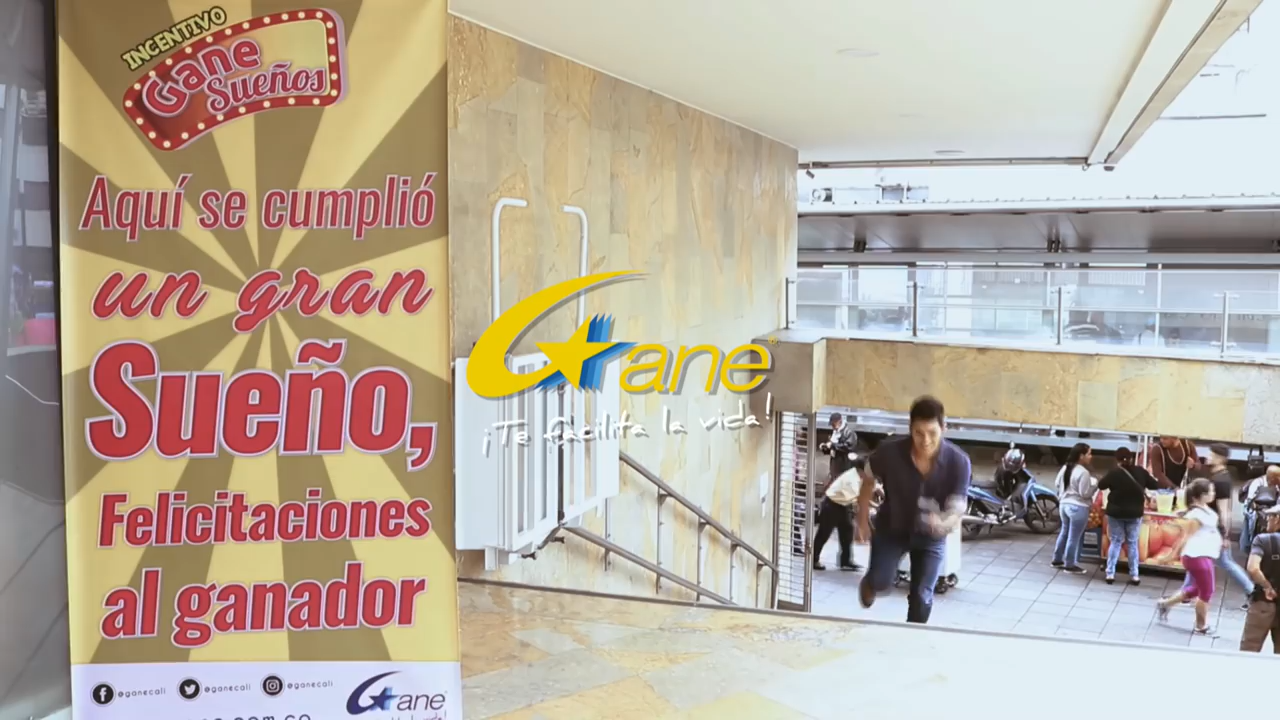 INCENTIVO
Gane
Sueños
Aquí se cumplió
un gran
Sueño,
Felicitaciones
al ganador
@ganecali @ganecali @ganecali
Gane
Gane®
¡Te facilita la vida!